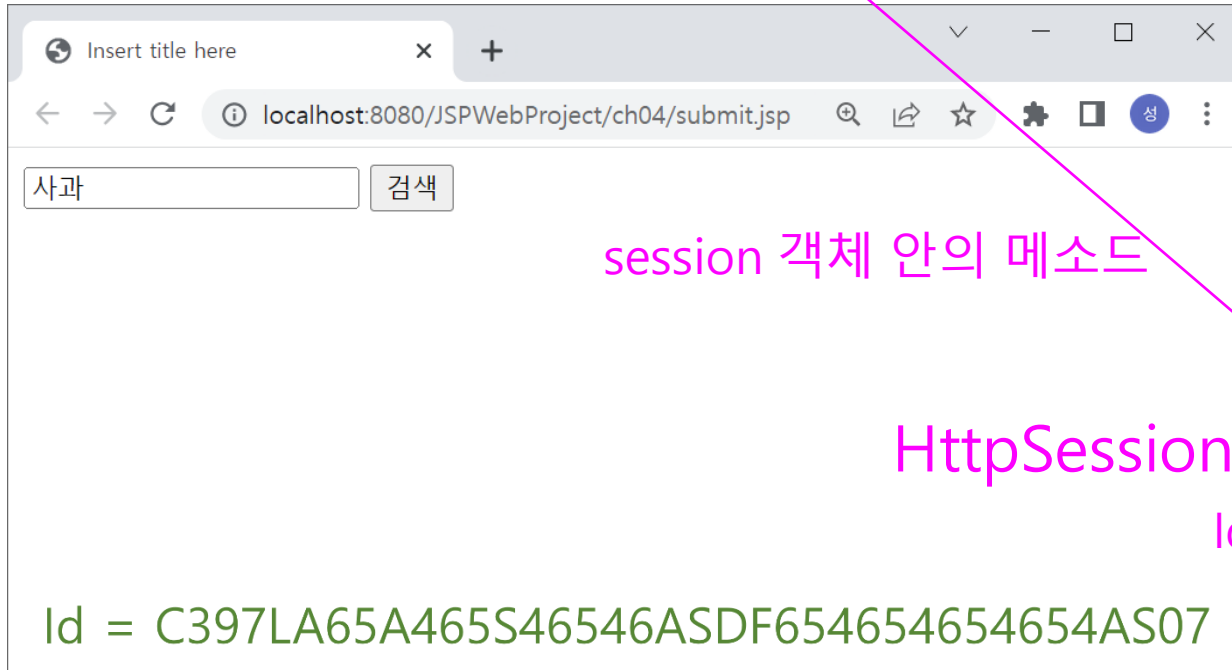 Insert title here
localhost:8080/JSPWebProject/ch04/submit.jsp
성
사과 검색
session 객체 안의 메소드
HttpSession
Id = C397LA65A465S46546ASDF654654654654AS07